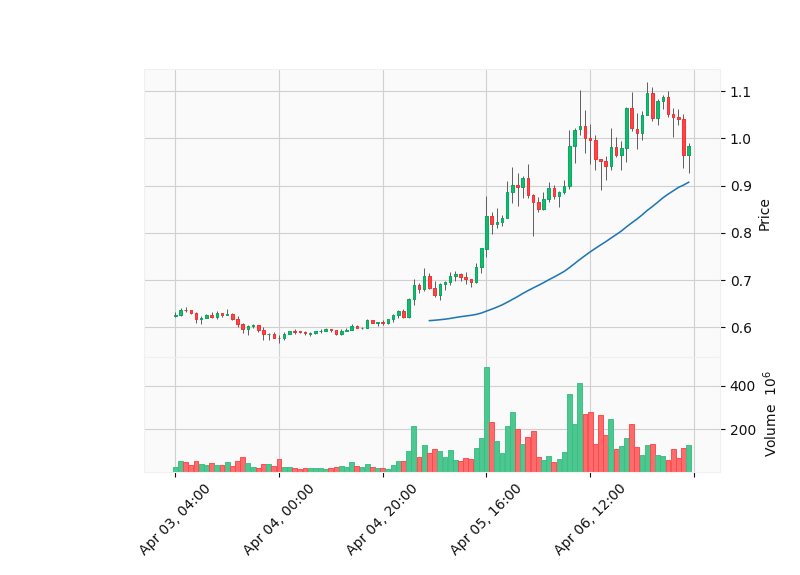 1.1
1.0
0.9
0.8
0.7
0.6
Price
400
200
Volume 10^6
Apr 03, 04:00
Apr 04, 00:00
Apr 04, 20:00
Apr 05, 16:00
Apr 06, 12:00